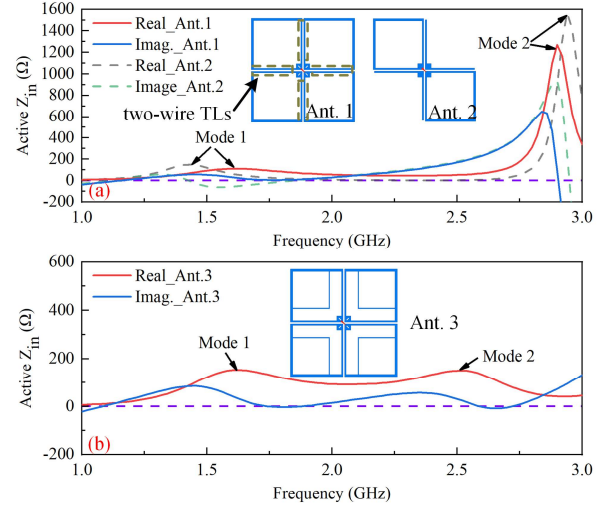 Active Zin (Ω)
1600
1400
1200
1000
800
600
400
200
0
-200
Real_Ant.1
Imag._Ant.1
Real_Ant.2
Image_Ant.2
two-wire TLs
Ant. 1
Ant. 2
Mode 1
Mode 2
(a)
1.0 1.5 2.0 2.5 3.0
Frequency (GHz)
Active Zin (Ω)
600
400
200
0
-200
Real_Ant.3
Imag._Ant.3
Ant. 3
Mode 1
Mode 2
(b)
1.0 1.5 2.0 2.5 3.0
Frequency (GHz)